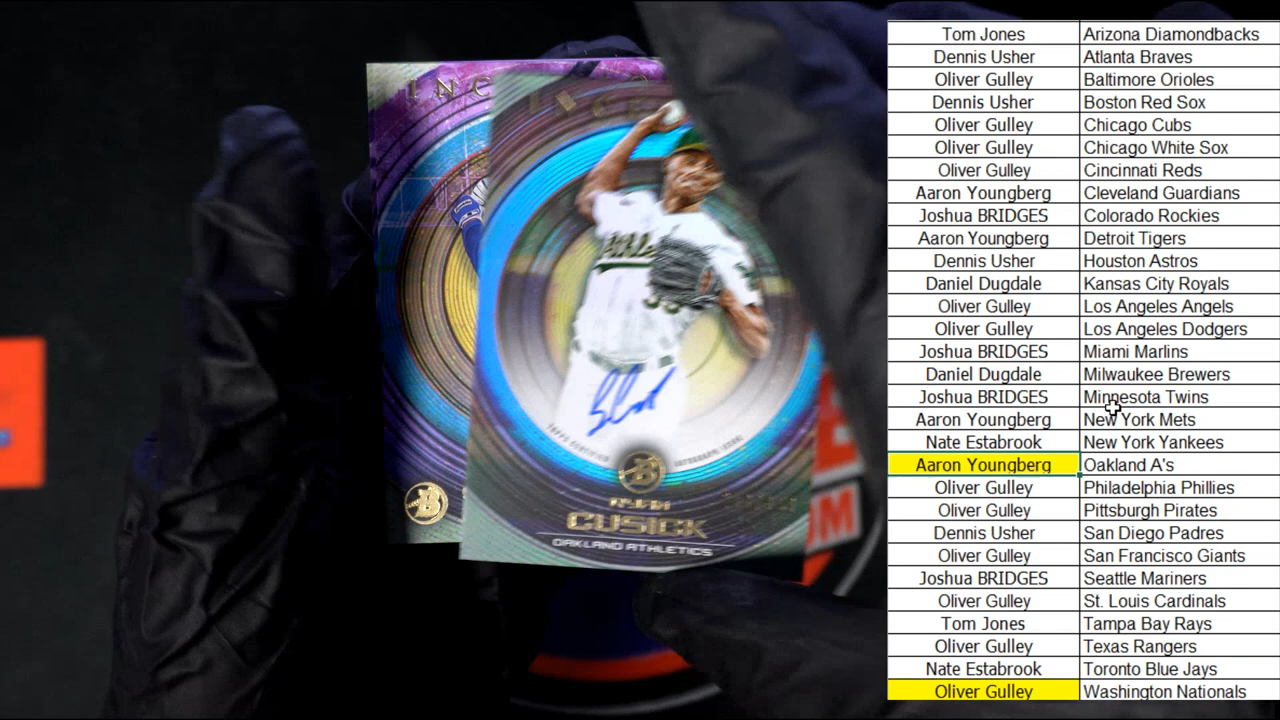 INC
RYAN
CUSICK
OAKLAND ATHLETICS
TOPPS CERTIFIED
AUTOGRAPH ISSUE
B
B
OM
Tom Jones Arizona Diamondbacks
Dennis Usher Atlanta Braves
Oliver Gulley Baltimore Orioles
Dennis Usher Boston Red Sox
Oliver Gulley Chicago Cubs
Oliver Gulley Chicago White Sox
Oliver Gulley Cincinnati Reds
Aaron Youngberg Cleveland Guardians
Joshua BRIDGES Colorado Rockies
Aaron Youngberg Detroit Tigers
Dennis Usher Houston Astros
Daniel Dugdale Kansas City Royals
Oliver Gulley Los Angeles Angels
Oliver Gulley Los Angeles Dodgers
Joshua BRIDGES Miami Marlins
Daniel Dugdale Milwaukee Brewers
Joshua BRIDGES Minnesota Twins
Aaron Youngberg New York Mets
Nate Estabrook New York Yankees
Aaron Youngberg Oakland A's
Oliver Gulley Philadelphia Phillies
Oliver Gulley Pittsburgh Pirates
Dennis Usher San Diego Padres
Oliver Gulley San Francisco Giants
Joshua BRIDGES Seattle Mariners
Oliver Gulley St. Louis Cardinals
Tom Jones Tampa Bay Rays
Oliver Gulley Texas Rangers
Nate Estabrook Toronto Blue Jays
Oliver Gulley Washington Nationals